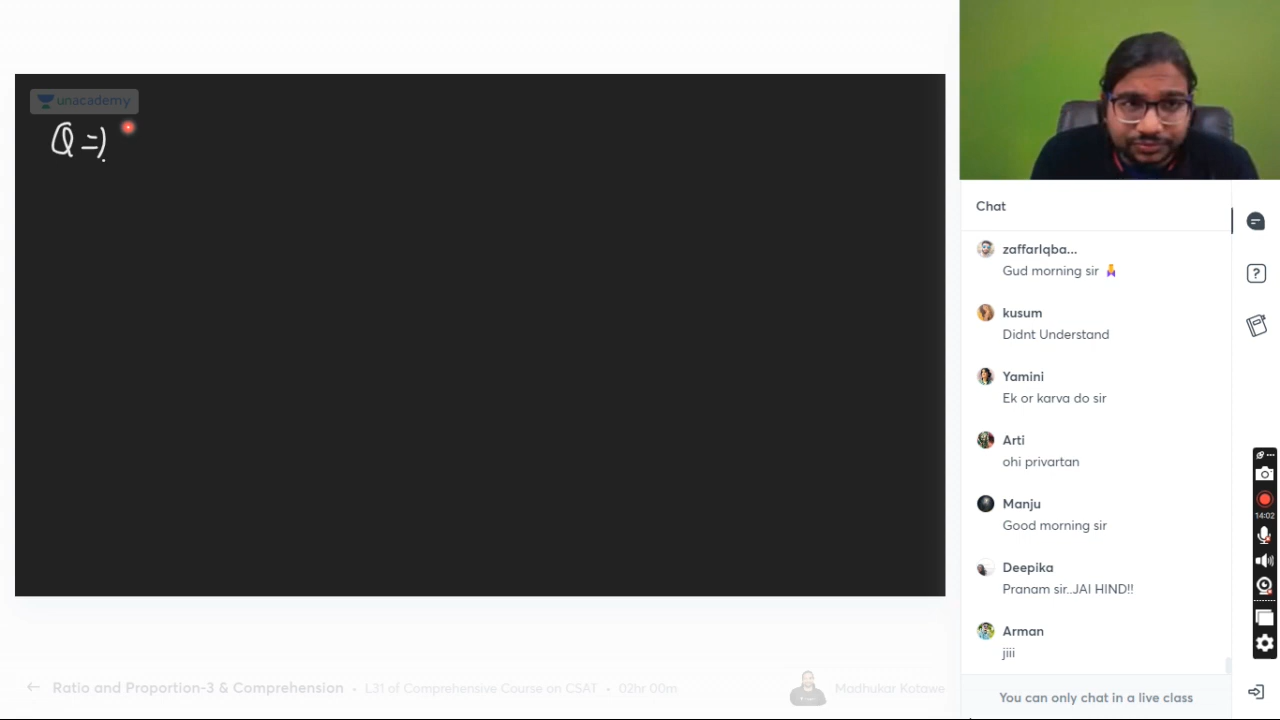 unacademy
Q ⇒
Chat
zaffarIqba...
Gud morning sir
kusum
Didnt Understand
Yamini
Ek or karva do sir
Arti
ohi privartan
Manju
Good morning sir
Deepika
Pranam sir..JAI HIND!!
Arman
jiii
You can only chat in a live class
14:02
Ratio and Proportion-3 & Comprehension • L31 of Comprehensive Course on CSAT • 02hr 00m
Madhukar Kotawe